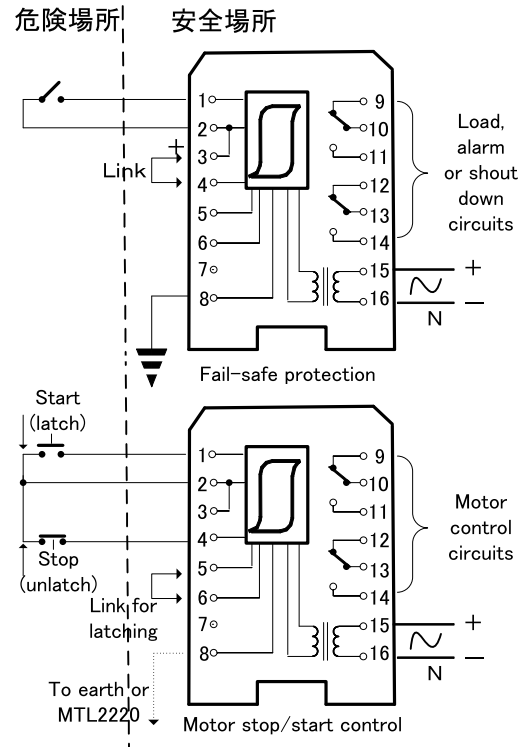 危険場所
安全場所
1
2
3
4
5
6
7
8
+
Link
9
10
11
12
13
14
15
16
Load,
alarm
or shout
down
circuits
+
−
N
Fail-safe protection
Start
(latch)
Stop
(unlatch)
Link for
latching
To earth or
MTL2220
1
2
3
4
5
6
7
8
9
10
11
12
13
14
15
16
Motor
control
circuits
+
−
N
Motor stop/start control